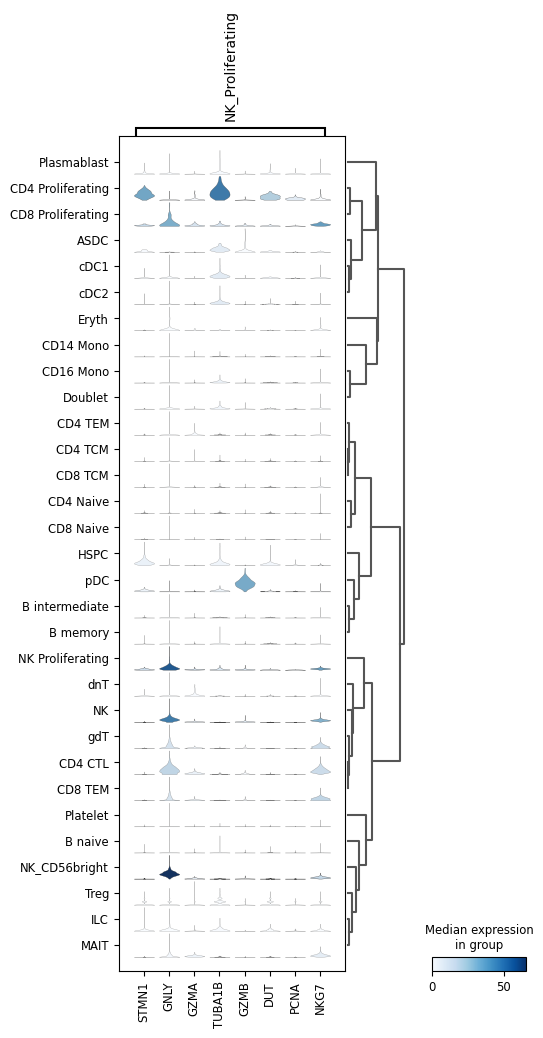 NK_Proliferating
Plasmablast
CD4 Proliferating
CD8 Proliferating
ASDC
cDC1
cDC2
Eryth
CD14 Mono
CD16 Mono
Doublet
CD4 TEM
CD4 TCM
CD8 TCM
CD4 Naive
CD8 Naive
HSPC
pDC
B intermediate
B memory
NK Proliferating
dnT
NK
gdT
CD4 CTL
CD8 TEM
Platelet
B naive
NK_CD56bright
Treg
ILC
MAIT
STMN1
GNLY
GZMA
TUBA1B
GZMB
DUT
PCNA
NKG7
Median expression
in group
0 50